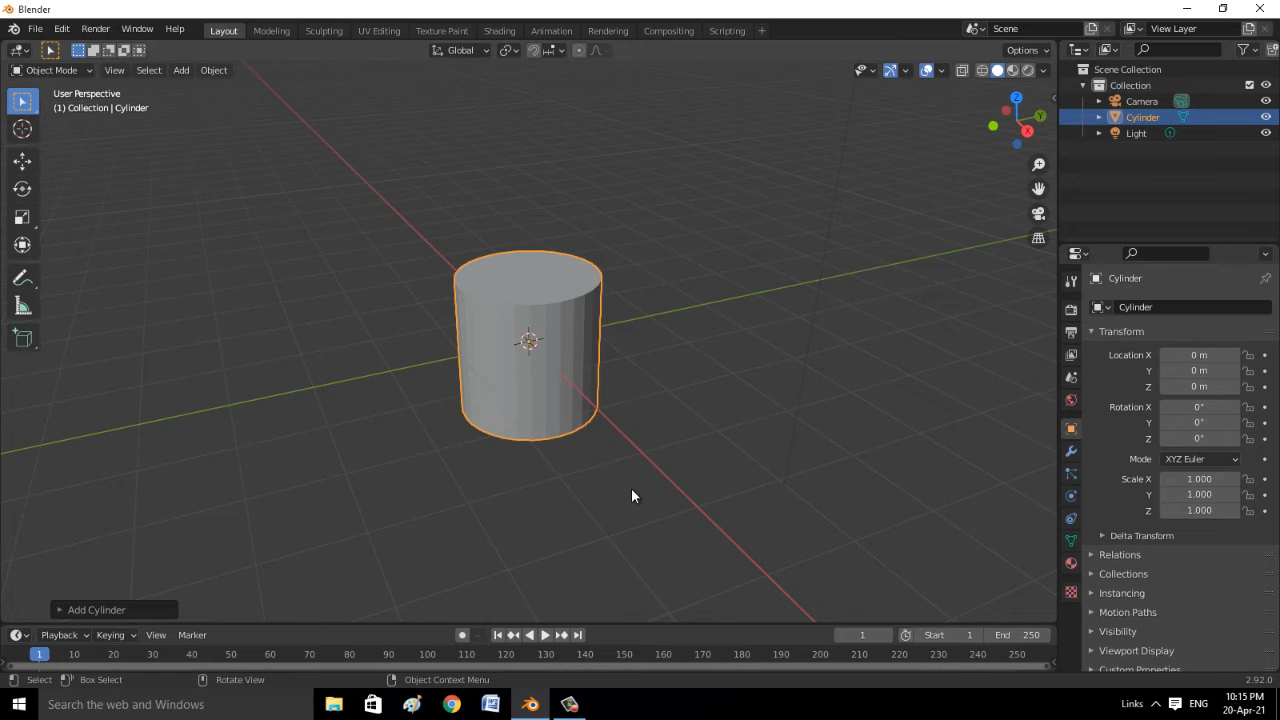 Blender
File Edit Render Window Help
Layout Modeling Sculpting UV Editing Texture Paint Shading Animation Rendering Compositing Scripting +
Scene
View Layer
Global
Options
Object Mode View Select Add Object
User Perspective
(1) Collection | Cylinder
Z
Y
X
Scene Collection
Collection
Camera
Cylinder
Light
Cylinder
Cylinder
Transform
Location X 0 m
Y 0 m
Z 0 m
Rotation X 0°
Y 0°
Z 0°
Mode XYZ Euler
Scale X 1.000
Y 1.000
Z 1.000
Delta Transform
Relations
Collections
Instancing
Motion Paths
Visibility
Viewport Display
Custom Properties
Add Cylinder
Playback Keying View Marker
1
Start 1
End 250
1 10 20 30 40 50 60 70 80 90 100 110 120 130 140 150 160 170 180 190 200 210 220 230 240 250
Select Box Select Rotate View Object Context Menu
2.92.0
Search the web and Windows
Links
ENG
10:15 PM
20-Apr-21